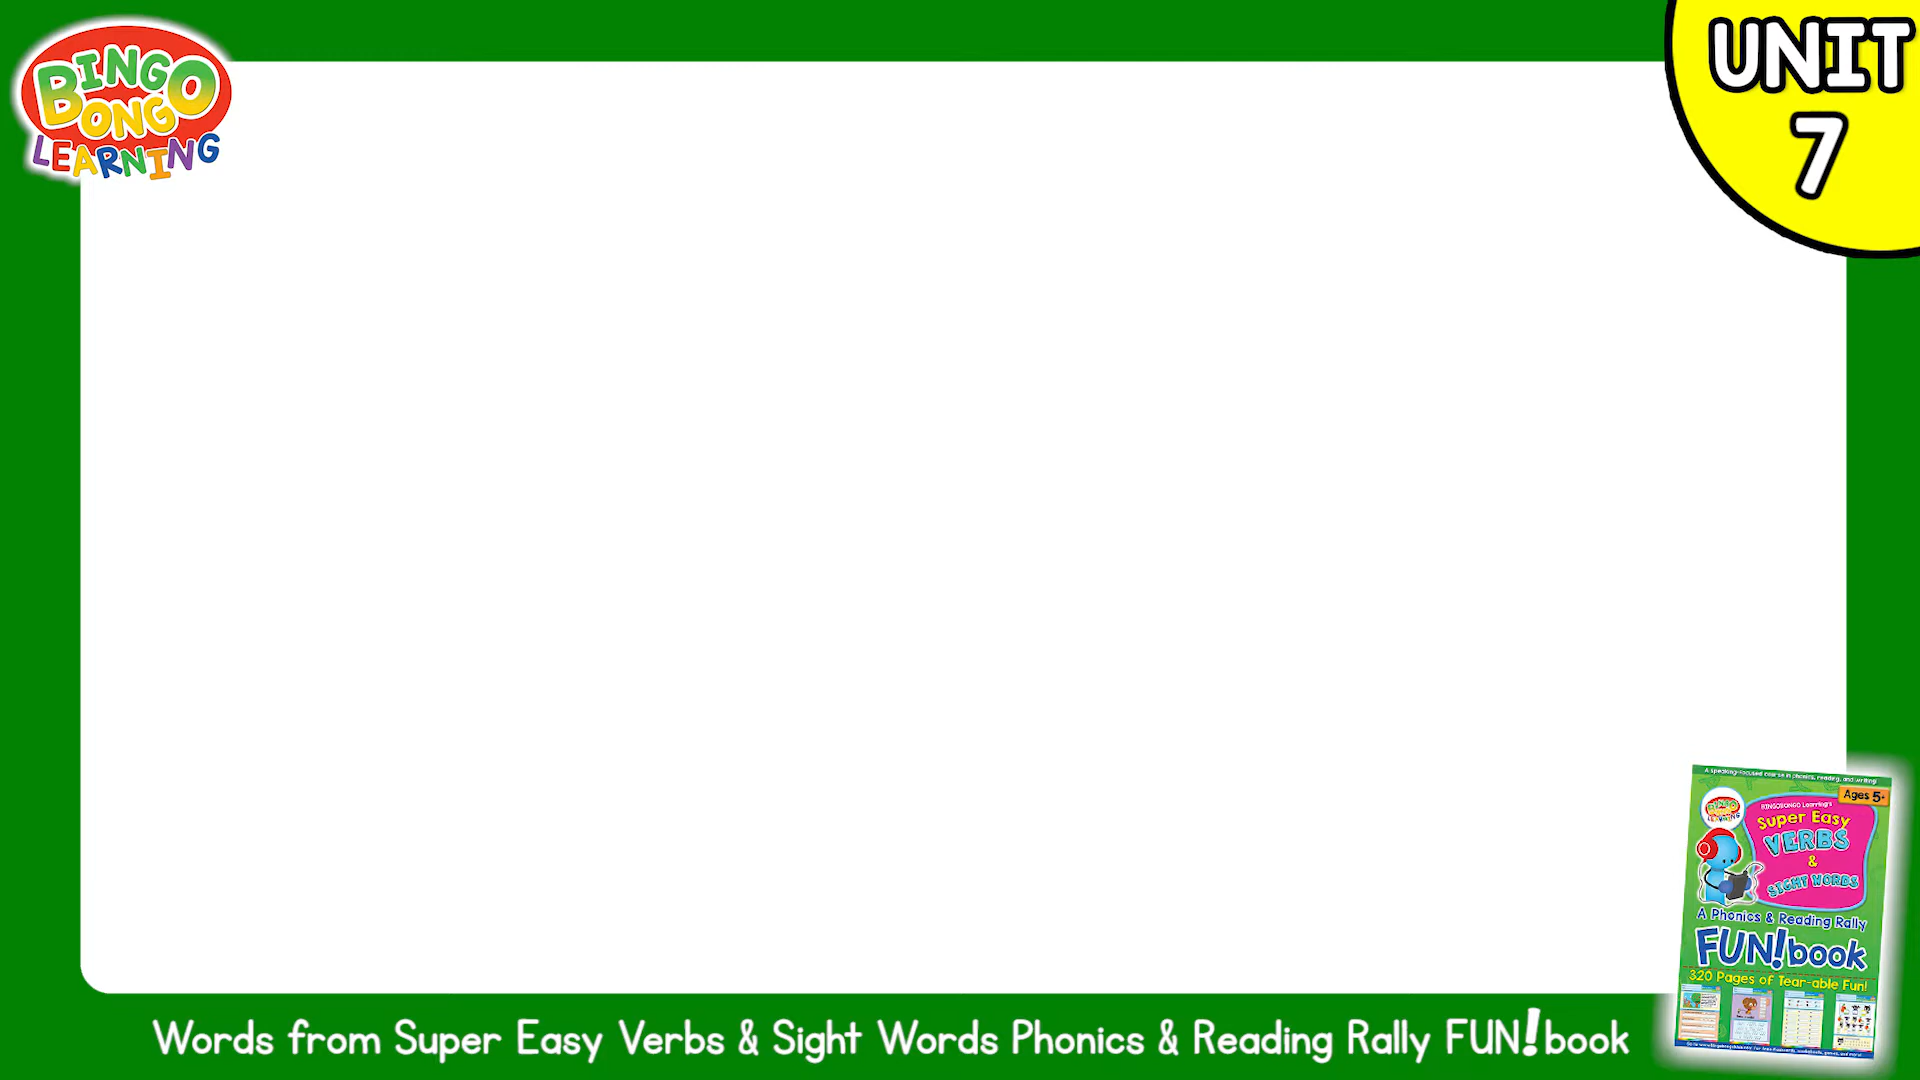 BINGO
BONGO
LEARNING
UNIT
7
A speaking-focused course in phonics, reading, and writing
Ages 5+
BINGOBONGO Learning's
Super Easy
VERBS
&
SIGHT WORDS
A Phonics & Reading Rally
FUN!book
320 Pages of Tear-able Fun!
Words from Super Easy Verbs & Sight Words Phonics & Reading Rally FUN!book